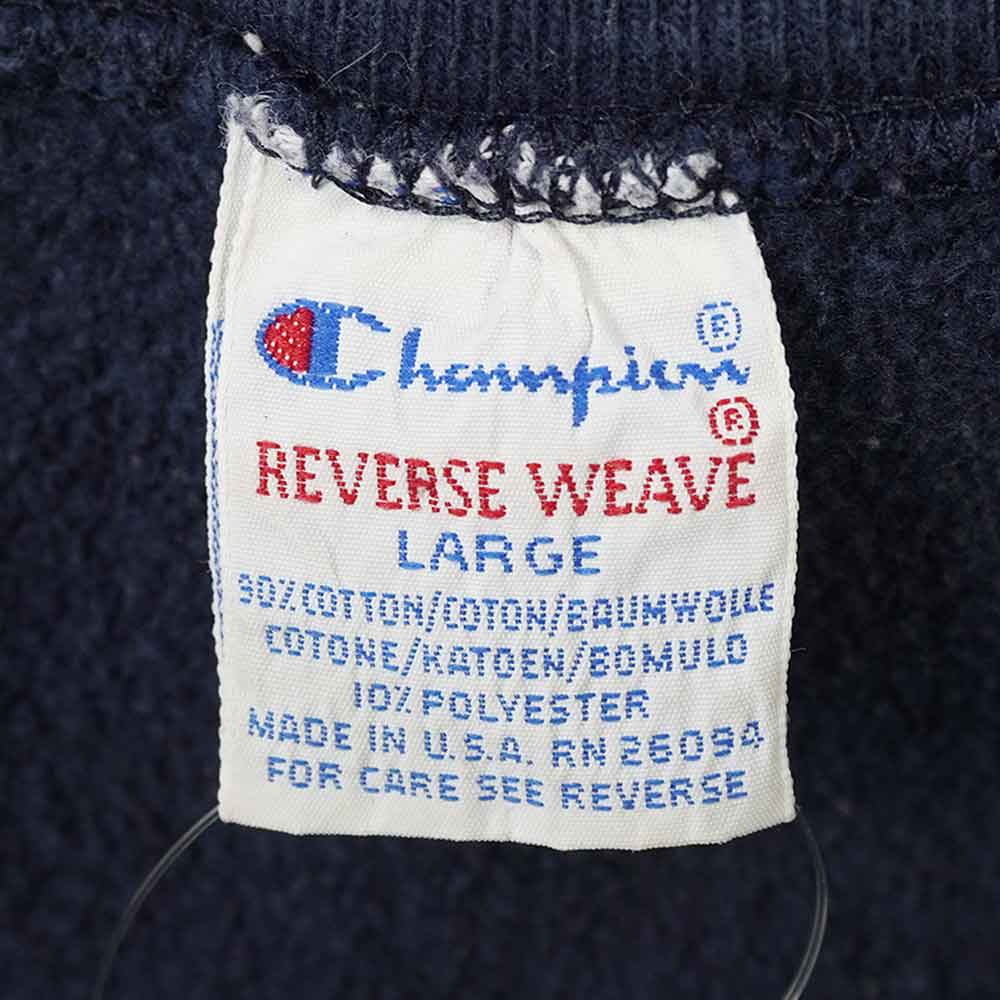 Champion ®
REVERSE WEAVE ®
LARGE
90% COTTON/COTON/BAUMWOLLE
COTONE/KATOEN/BOMULD
10% POLYESTER
MADE IN U.S.A. RN 26094
FOR CARE SEE REVERSE